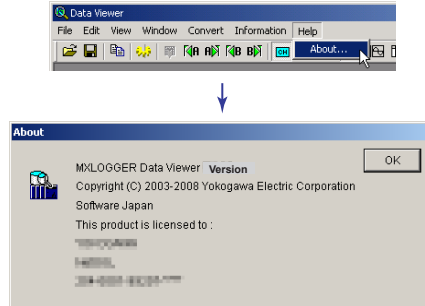 Data Viewer
File Edit View Window Convert Information Help
A A B B CH About...
About
MXLOGGER Data Viewer Version
OK
Copyright (C) 2003-2008 Yokogawa Electric Corporation
Software Japan
This product is licensed to :